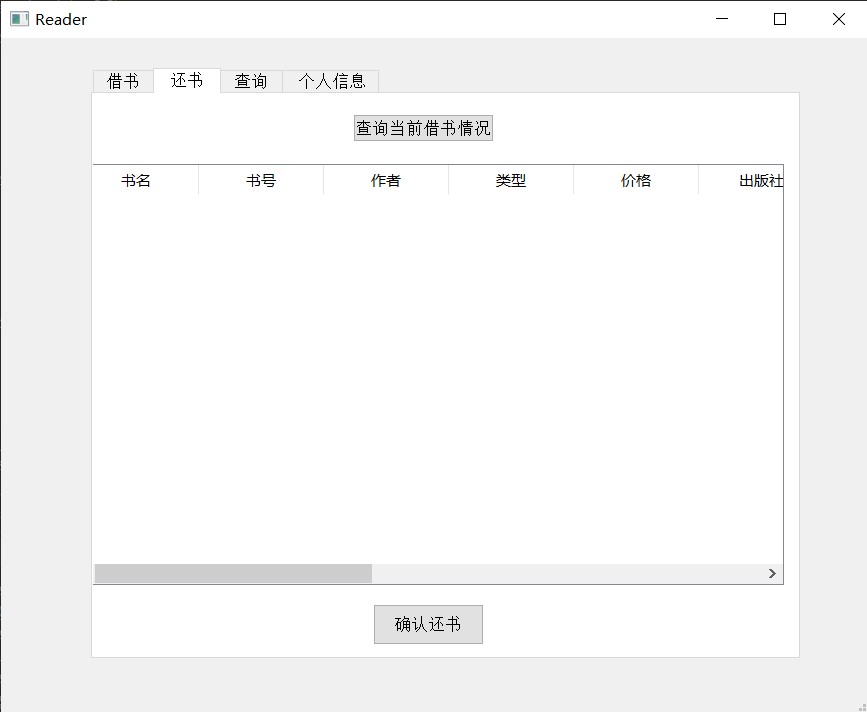 Reader
借书 还书 查询 个人信息
查询当前借书情况
书名 书号 作者 类型 价格 出版社
确认还书